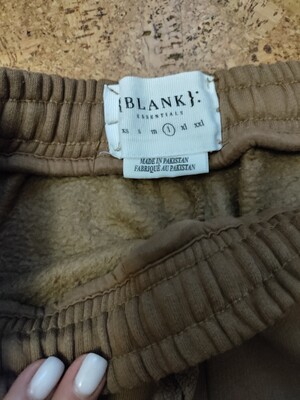 {BLANK}:
ESSENTIALS
xs s m l xl xxl
MADE IN PAKISTAN
FABRIQUÉ AU PAKISTAN